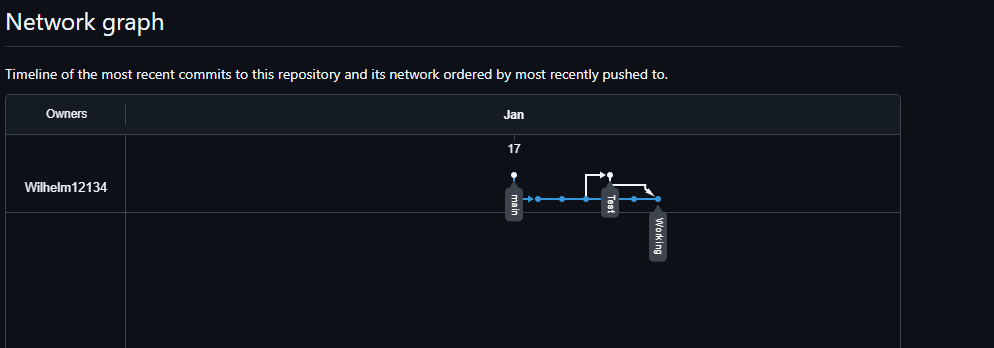 Network graph
Timeline of the most recent commits to this repository and its network ordered by most recently pushed to.
Owners
Jan
17
Wilhelm12134
main
Test
Working